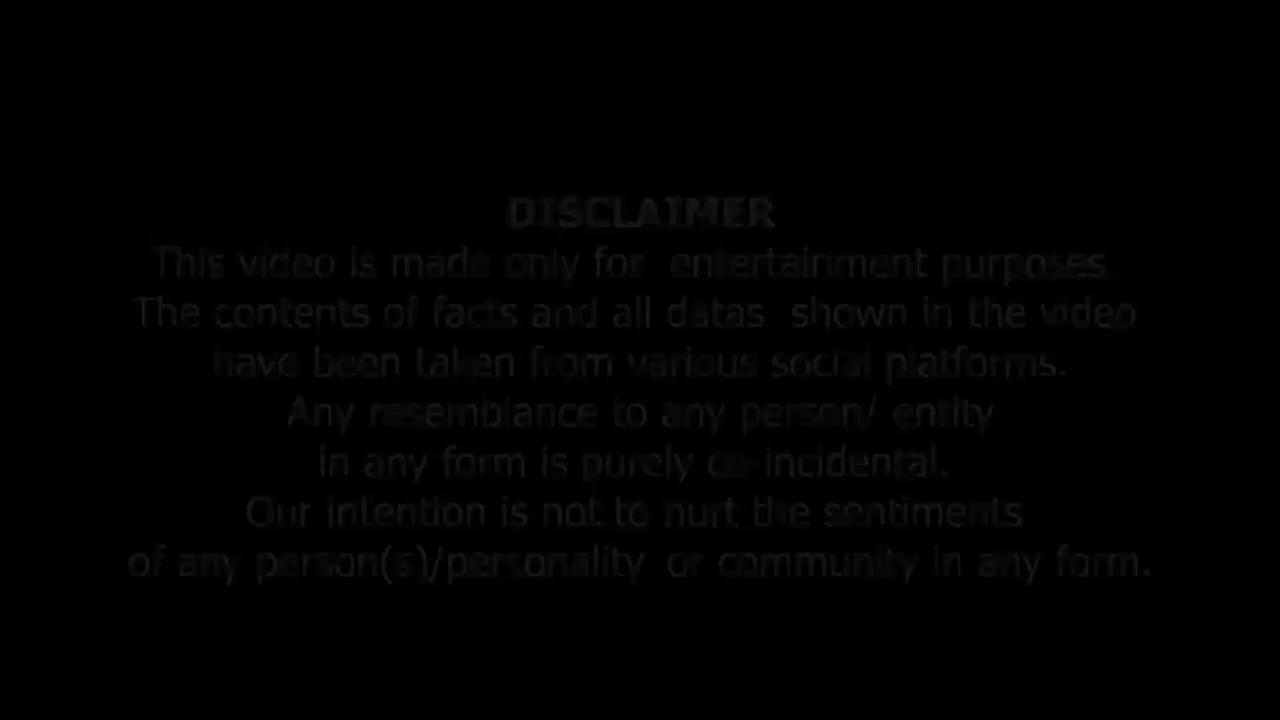 DISCLAIMER
This video is made only for entertainment purposes.
The contents of facts and all datas shown in the video
have been taken from various social platforms.
Any resemblance to any person/ entity
in any form is purely co-incidental.
Our intention is not to hurt the sentiments
of any person(s)/personality or community in any form.